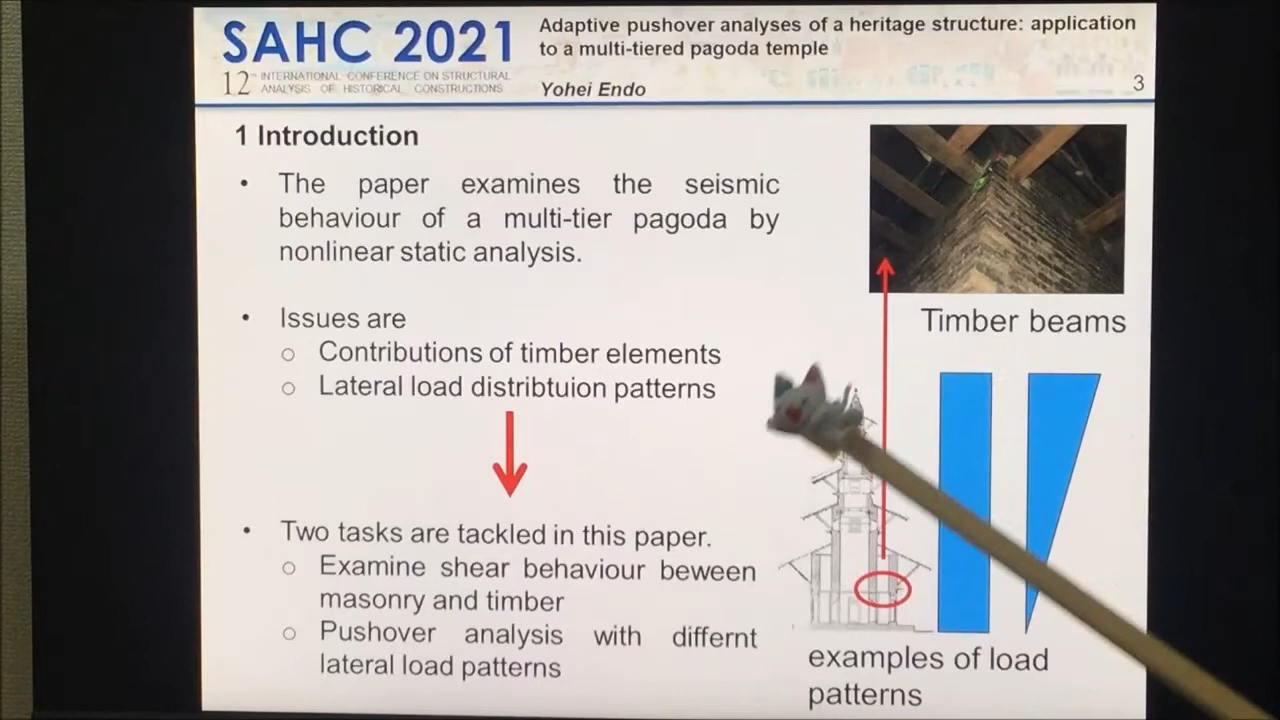 SAHC 2021
12th INTERNATIONAL CONFERENCE ON STRUCTURAL
ANALYSIS OF HISTORICAL CONSTRUCTIONS
Adaptive pushover analyses of a heritage structure: application
to a multi-tiered pagoda temple
Yohei Endo
3
1 Introduction
• The paper examines the seismic
behaviour of a multi-tier pagoda by
nonlinear static analysis.
• Issues are
○ Contributions of timber elements
○ Lateral load distribtuion patterns
• Two tasks are tackled in this paper.
○ Examine shear behaviour beween
masonry and timber
○ Pushover analysis with differnt
lateral load patterns
Timber beams
examples of load
patterns